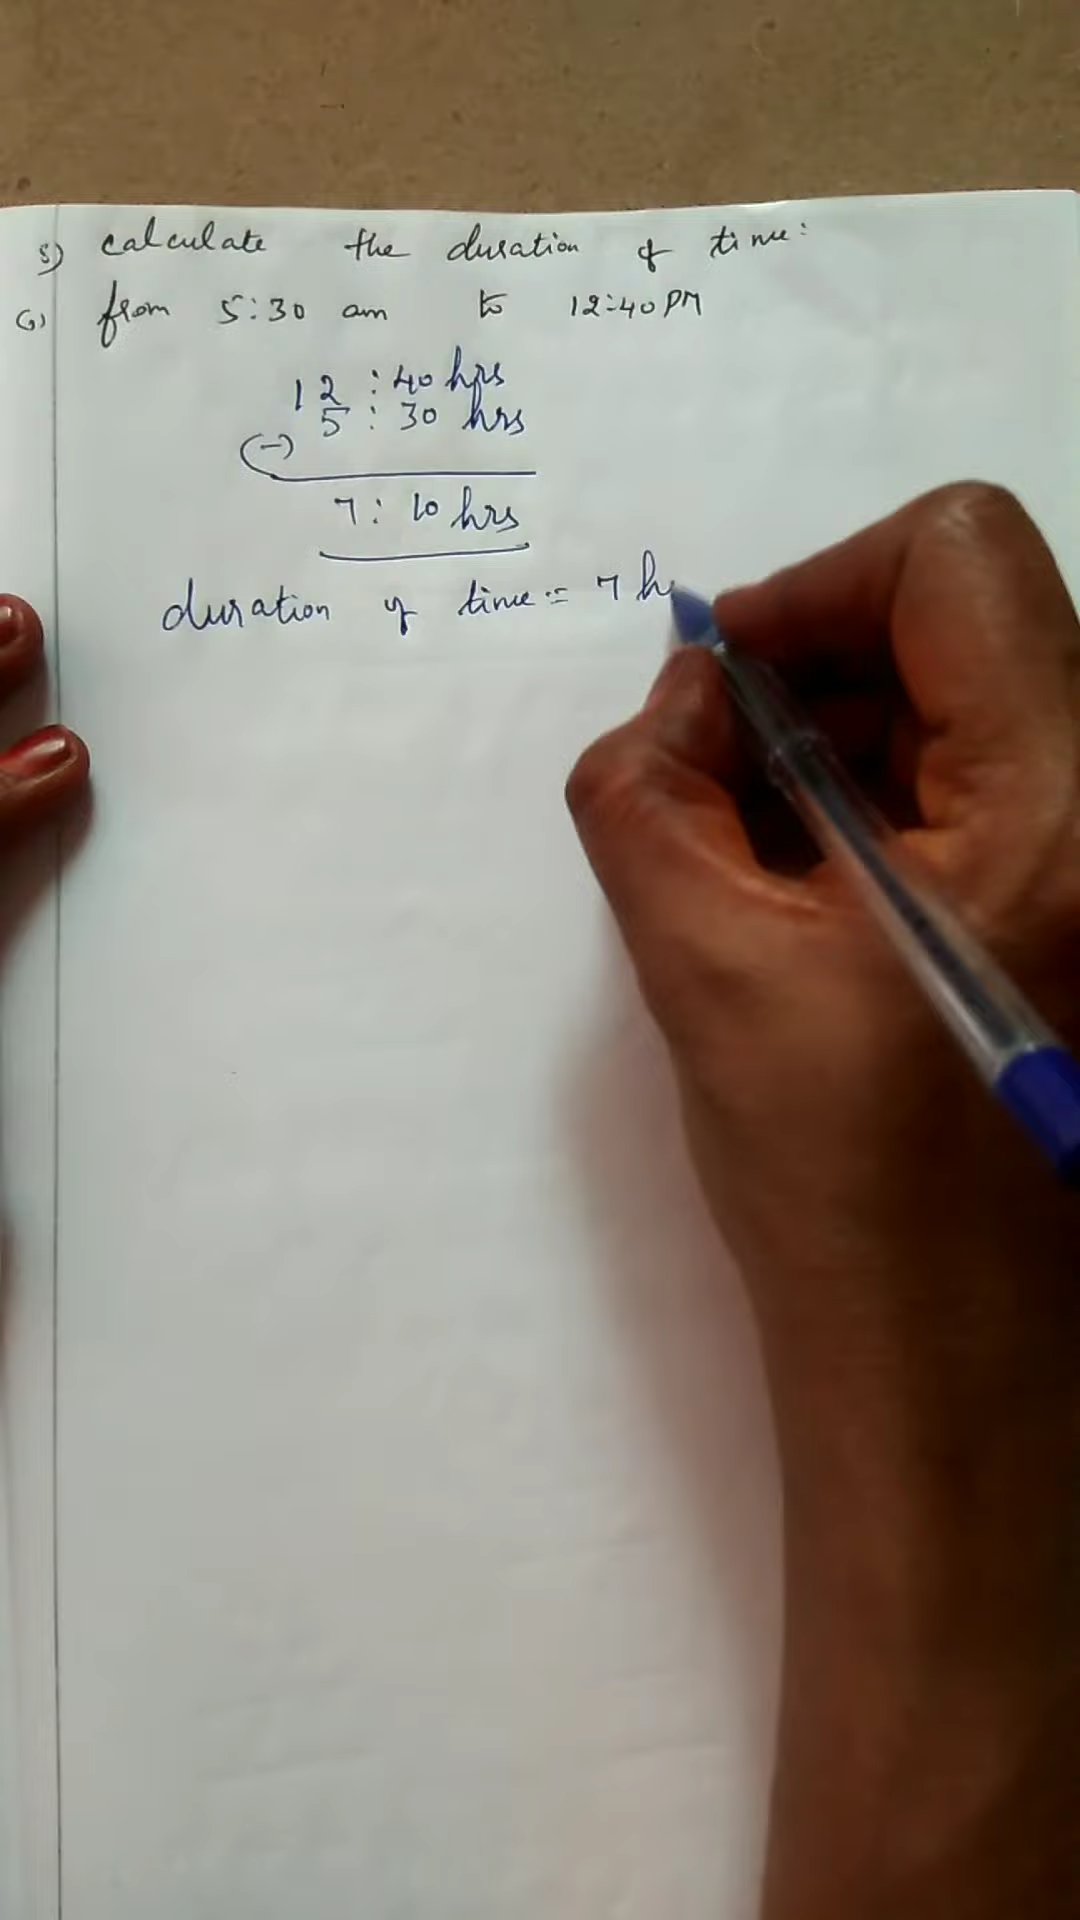 5) calculate the duration of time:
G) from 5:30 am to 12:40 PM
12:40 hrs
5:30 hrs
(-)
7:10 hrs
duration of time = 7 h